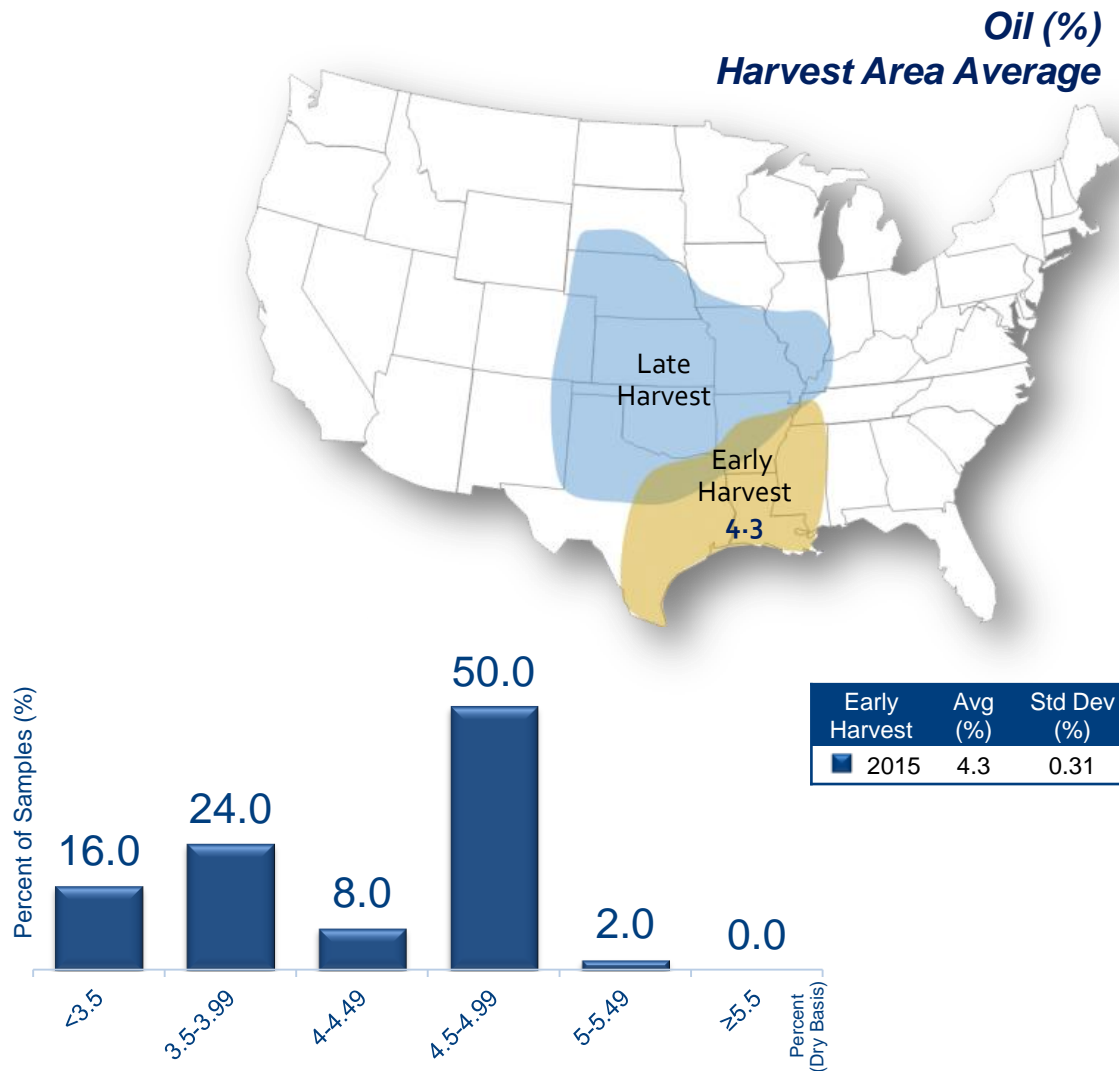 Oil (%)
Harvest Area Average
Late
Harvest
Early
Harvest
4.3
Percent of Samples (%)
16.0
24.0
8.0
50.0
2.0
0.0
<3.5
3.5-3.99
4-4.49
4.5-4.99
5-5.49
≥5.5
Percent
(Dry Basis)
Early Harvest Avg (%) Std Dev (%)
2015 4.3 0.31